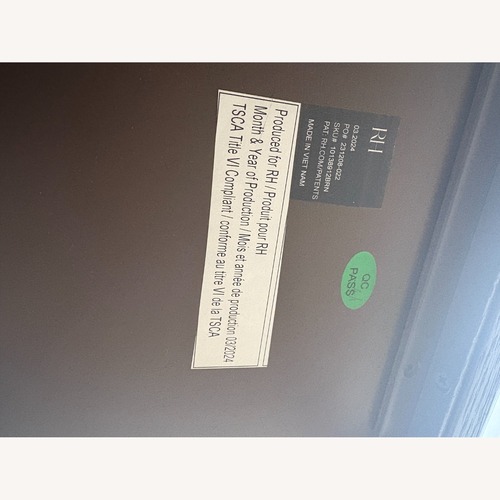 RH
03.2024
PO# 231208-022
SKU# 10138912BRN
PAT. RH.COM/PATENTS
MADE IN VIET NAM
Produced for RH / Produit pour RH
Month & Year of Production / Mois et année de production 03/2024
TSCA Title VI Compliant / conforme au titre VI de la TSCA
QC
PASS